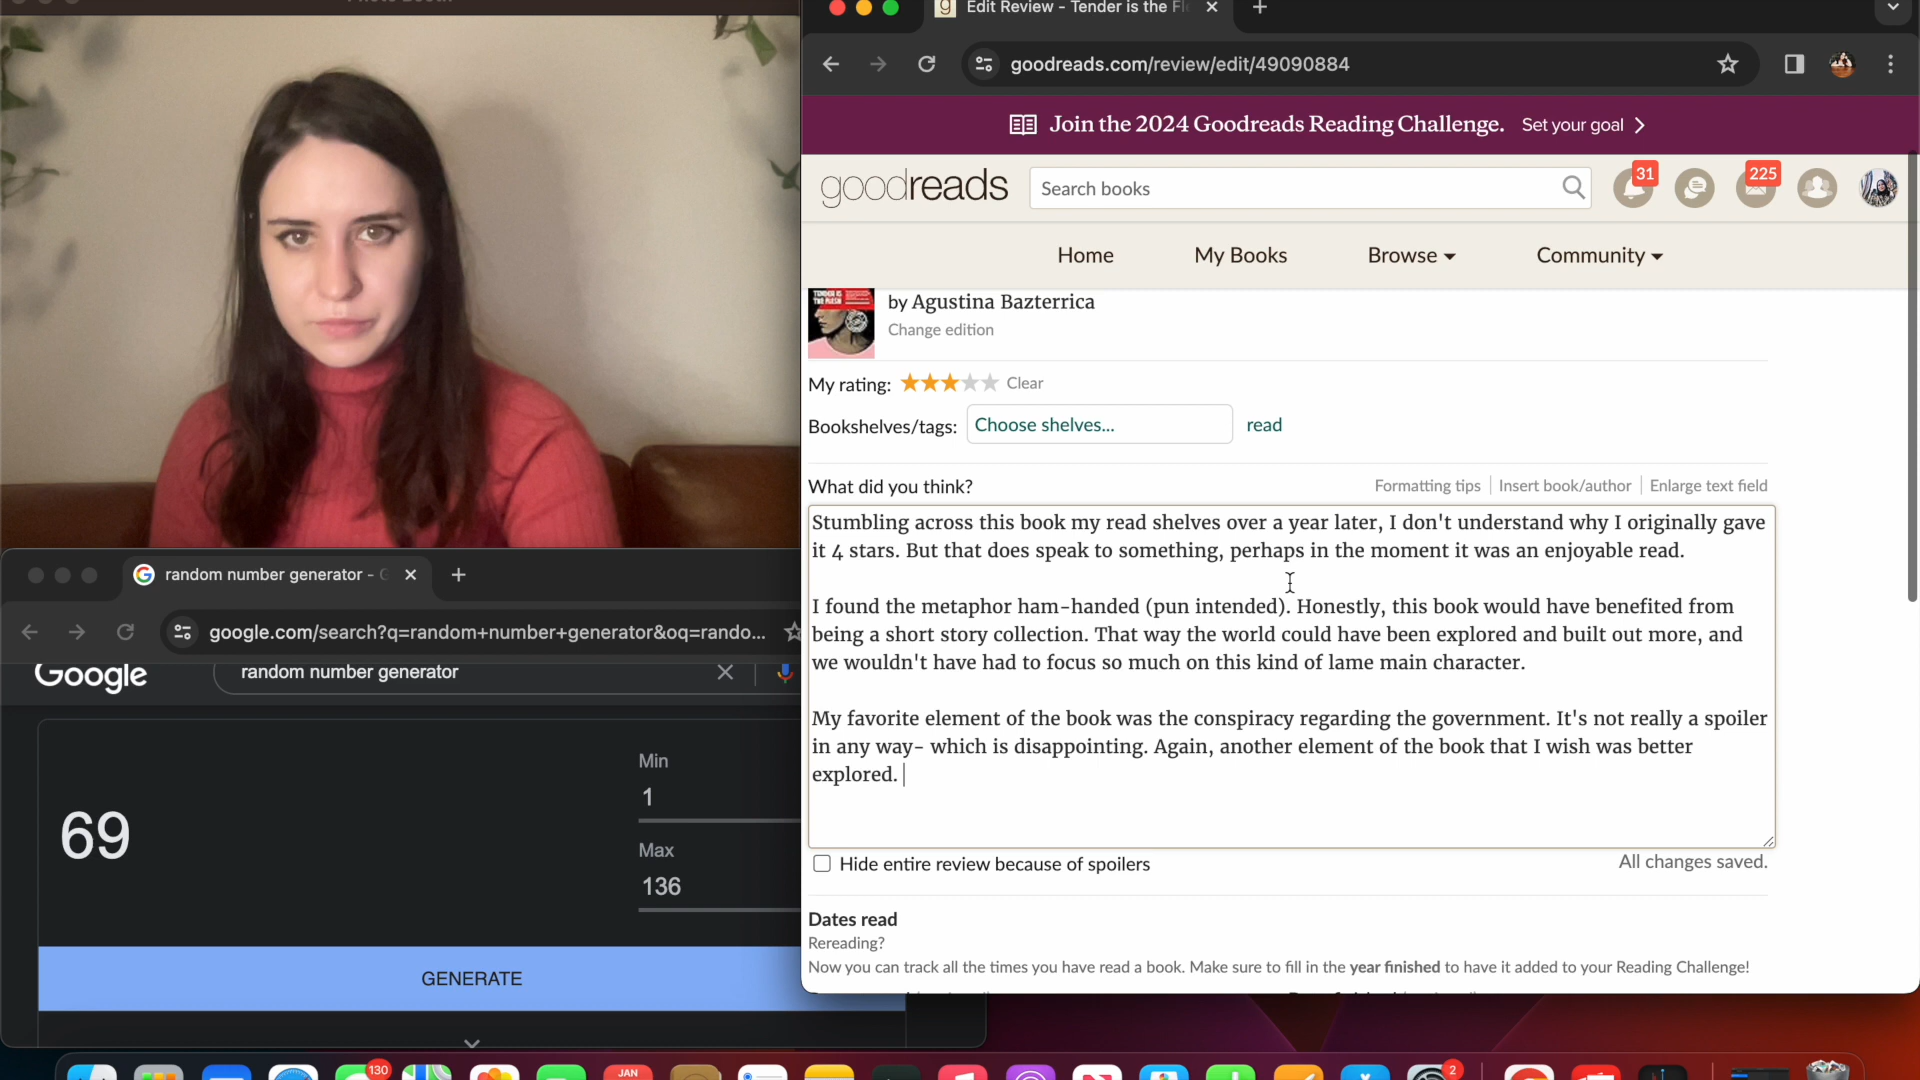 Edit Review - Tender is the Fl
goodreads.com/review/edit/49090884
Join the 2024 Goodreads Reading Challenge. Set your goal
goodreads
Search books
31
225
Home
My Books
Browse
Community
by Agustina Bazterrica
Change edition
My rating:
Clear
Bookshelves/tags:
Choose shelves...
read
What did you think?
Formatting tips
Insert book/author
Enlarge text field
Stumbling across this book my read shelves over a year later, I don't understand why I originally gave
it 4 stars. But that does speak to something, perhaps in the moment it was an enjoyable read.
I found the metaphor ham-handed (pun intended). Honestly, this book would have benefited from
being a short story collection. That way the world could have been explored and built out more, and
we wouldn't have had to focus so much on this kind of lame main character.
My favorite element of the book was the conspiracy regarding the government. It's not really a spoiler
in any way- which is disappointing. Again, another element of the book that I wish was better
explored.
Hide entire review because of spoilers
All changes saved.
Dates read
Rereading?
Now you can track all the times you have read a book. Make sure to fill in the year finished to have it added to your Reading Challenge!
random number generator - G
google.com/search?q=random+number+generator&oq=rando...
Google
random number generator
69
Min
1
Max
136
GENERATE
130
JAN
2